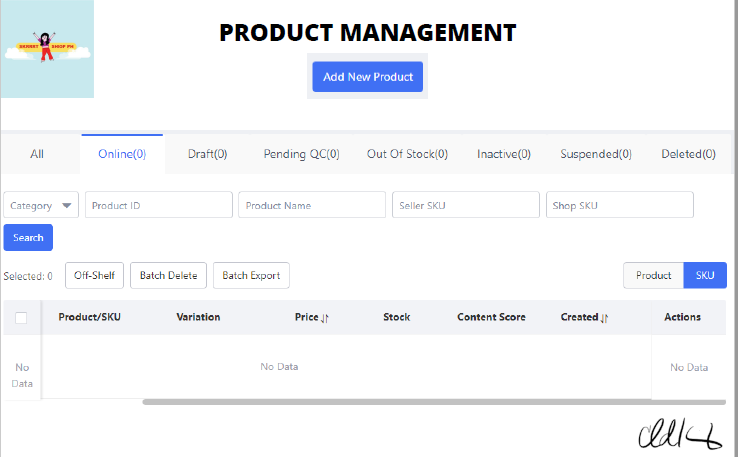 PRODUCT MANAGEMENT
Add New Product
All Online(0) Draft(0) Pending QC(0) Out Of Stock(0) Inactive(0) Suspended(0) Deleted(0)
Category Product ID Product Name Seller SKU Shop SKU
Search
Selected: 0 Off-Shelf Batch Delete Batch Export Product SKU
Product/SKU Variation Price Stock Content Score Created Actions
No Data No Data No Data